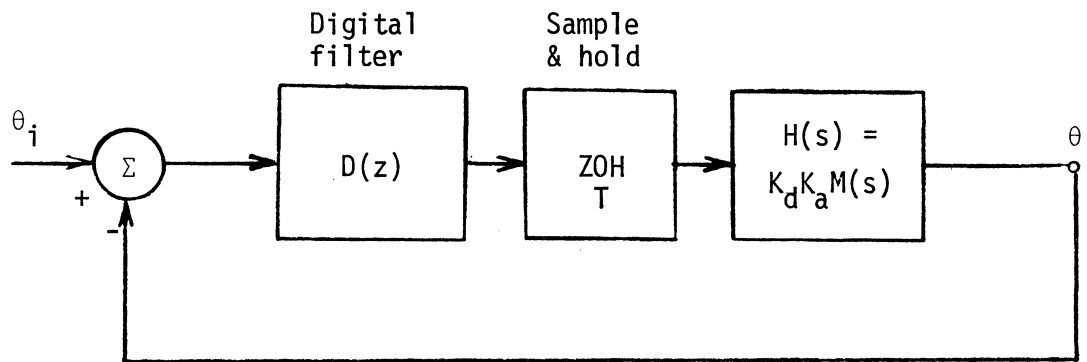 Digital
filter
Sample
& hold
θi
Σ
+
-
D(z)
ZOH
T
H(s) =
KdKaM(s)
θ